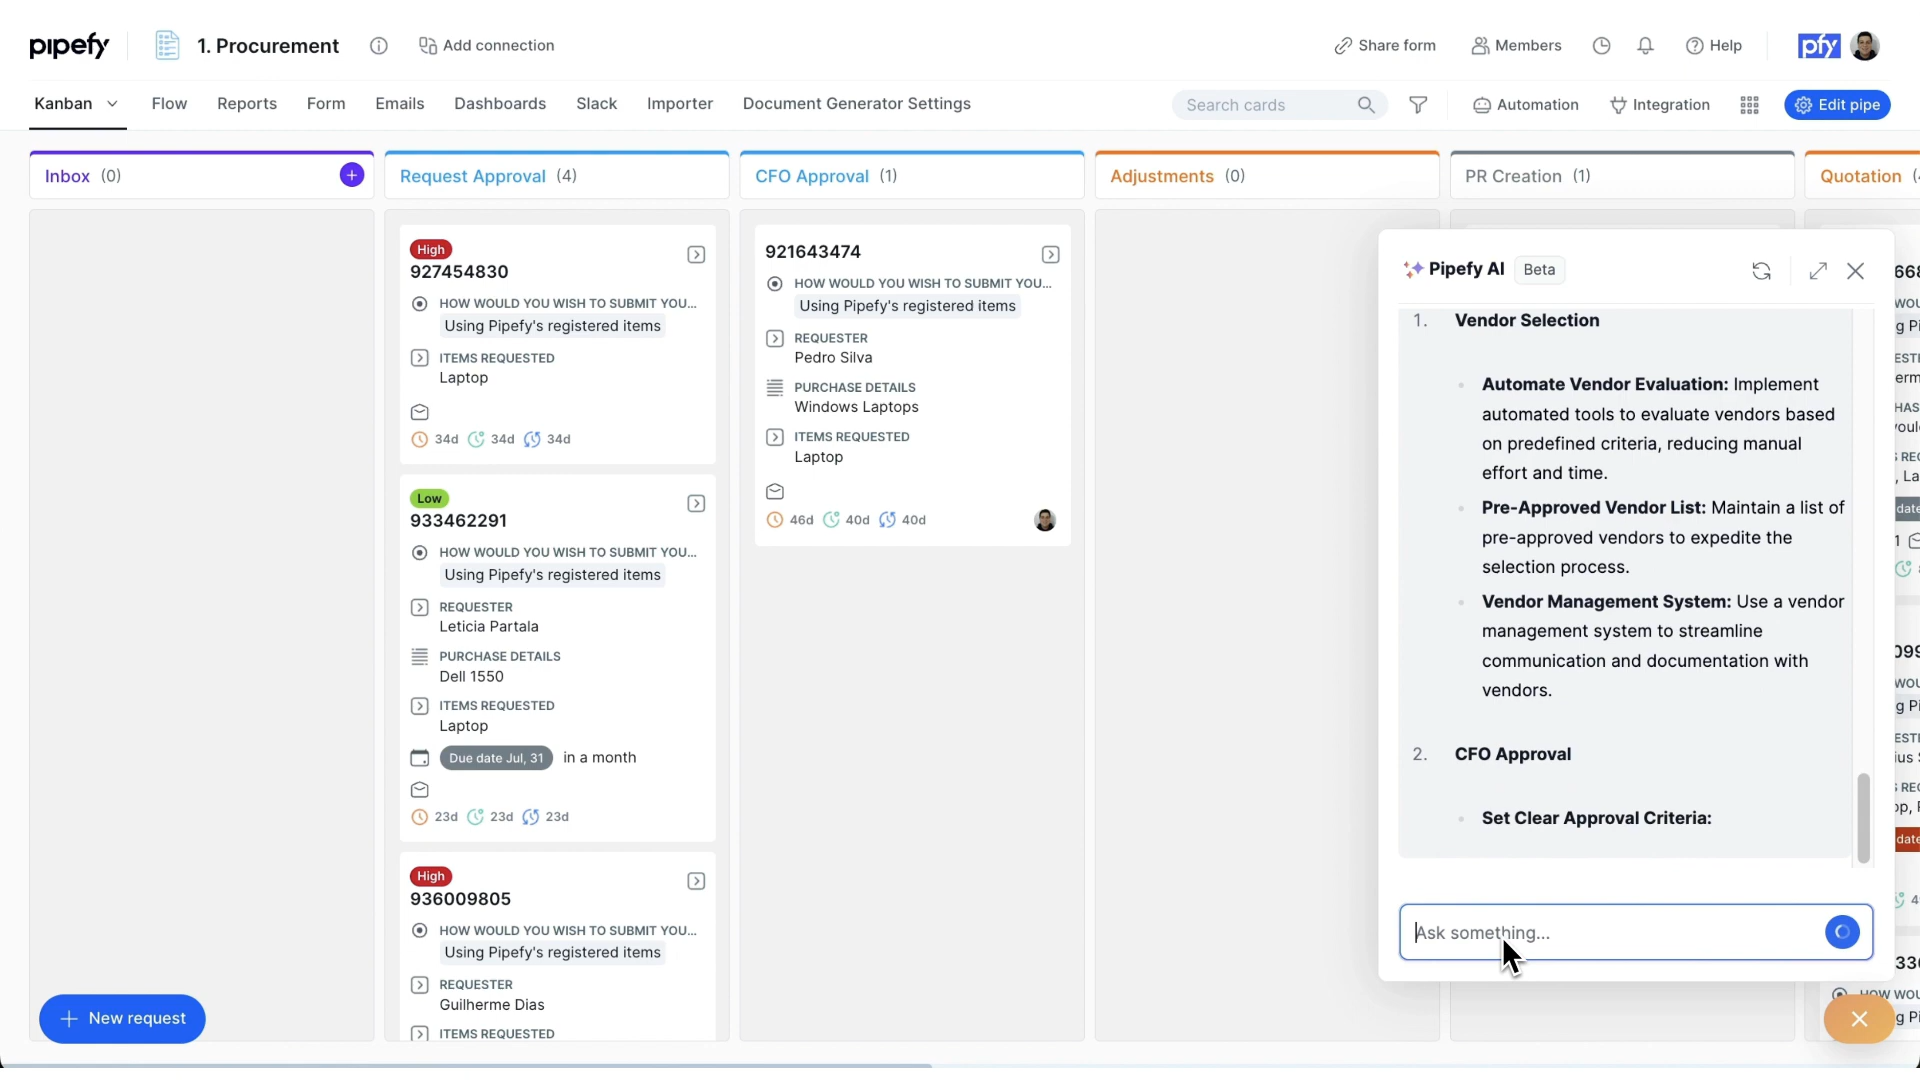 pipefy
1. Procurement
Add connection
Share form
Members
Help
pfy
Kanban
Flow
Reports
Form
Emails
Dashboards
Slack
Importer
Document Generator Settings
Search cards
Automation
Integration
Edit pipe
Inbox (0)
Request Approval (4)
CFO Approval (1)
Adjustments (0)
PR Creation (1)
Quotation
High
927454830
HOW WOULD YOU WISH TO SUBMIT YOU...
Using Pipefy's registered items
ITEMS REQUESTED
Laptop
34d 34d 34d
Low
933462291
HOW WOULD YOU WISH TO SUBMIT YOU...
Using Pipefy's registered items
REQUESTER
Leticia Partala
PURCHASE DETAILS
Dell 1550
ITEMS REQUESTED
Laptop
Due date Jul, 31 in a month
23d 23d 23d
High
936009805
HOW WOULD YOU WISH TO SUBMIT YOU...
Using Pipefy's registered items
REQUESTER
Guilherme Dias
ITEMS REQUESTED
921643474
HOW WOULD YOU WISH TO SUBMIT YOU...
Using Pipefy's registered items
REQUESTER
Pedro Silva
PURCHASE DETAILS
Windows Laptops
ITEMS REQUESTED
Laptop
46d 40d 40d
Pipefy AI Beta
1. Vendor Selection
Automate Vendor Evaluation: Implement
automated tools to evaluate vendors based
on predefined criteria, reducing manual
effort and time.
Pre-Approved Vendor List: Maintain a list of
pre-approved vendors to expedite the
selection process.
Vendor Management System: Use a vendor
management system to streamline
communication and documentation with
vendors.
2. CFO Approval
Set Clear Approval Criteria:
Ask something...
New request